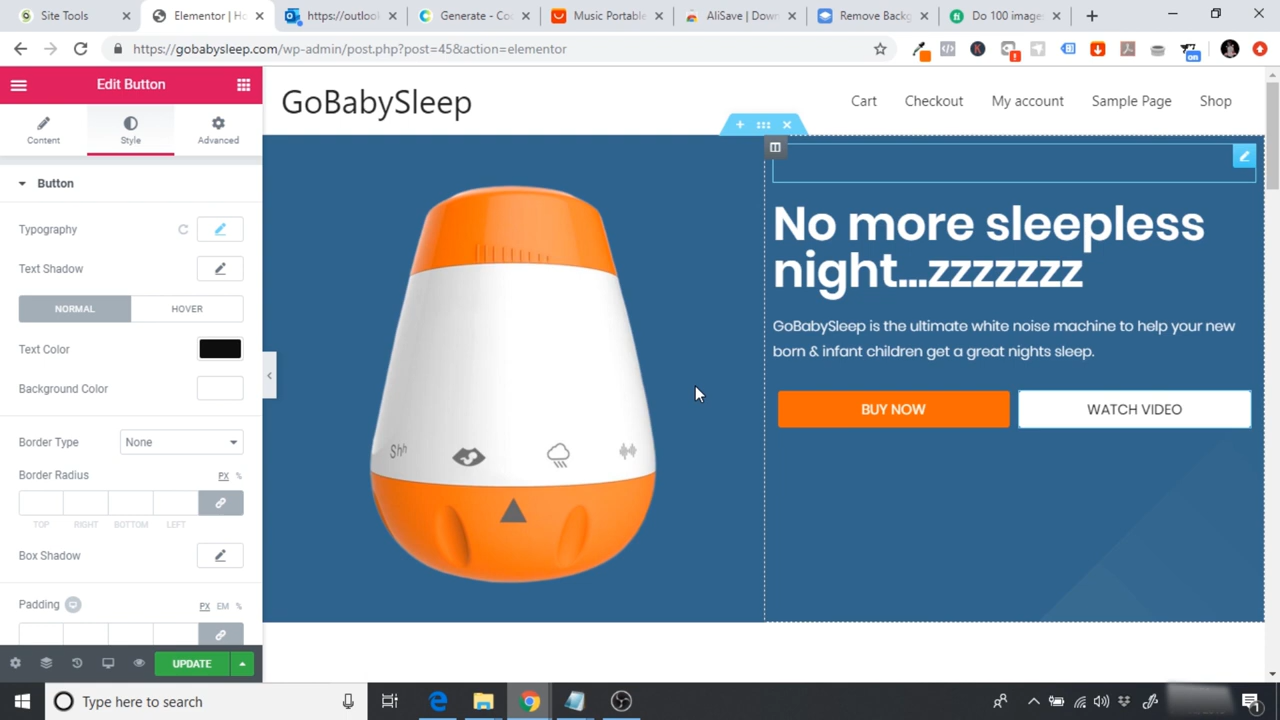 Site Tools
Elementor | Ho
https://outlook
Generate - Coo
Music Portable
AliSave | Down
Remove Backg
Do 100 images
https://gobabysleep.com/wp-admin/post.php?post=45&action=elementor
on
Edit Button
Content
Style
Advanced
Button
Typography
Text Shadow
NORMAL
HOVER
Text Color
Background Color
Border Type
None
Border Radius
PX %
TOP RIGHT BOTTOM LEFT
Box Shadow
Padding
PX EM %
UPDATE
GoBabySleep
Cart
Checkout
My account
Sample Page
Shop
No more sleepless
night...zzzzzzz
GoBabySleep is the ultimate white noise machine to help your new
born & infant children get a great nights sleep.
BUY NOW
WATCH VIDEO
Shh
Type here to search
1